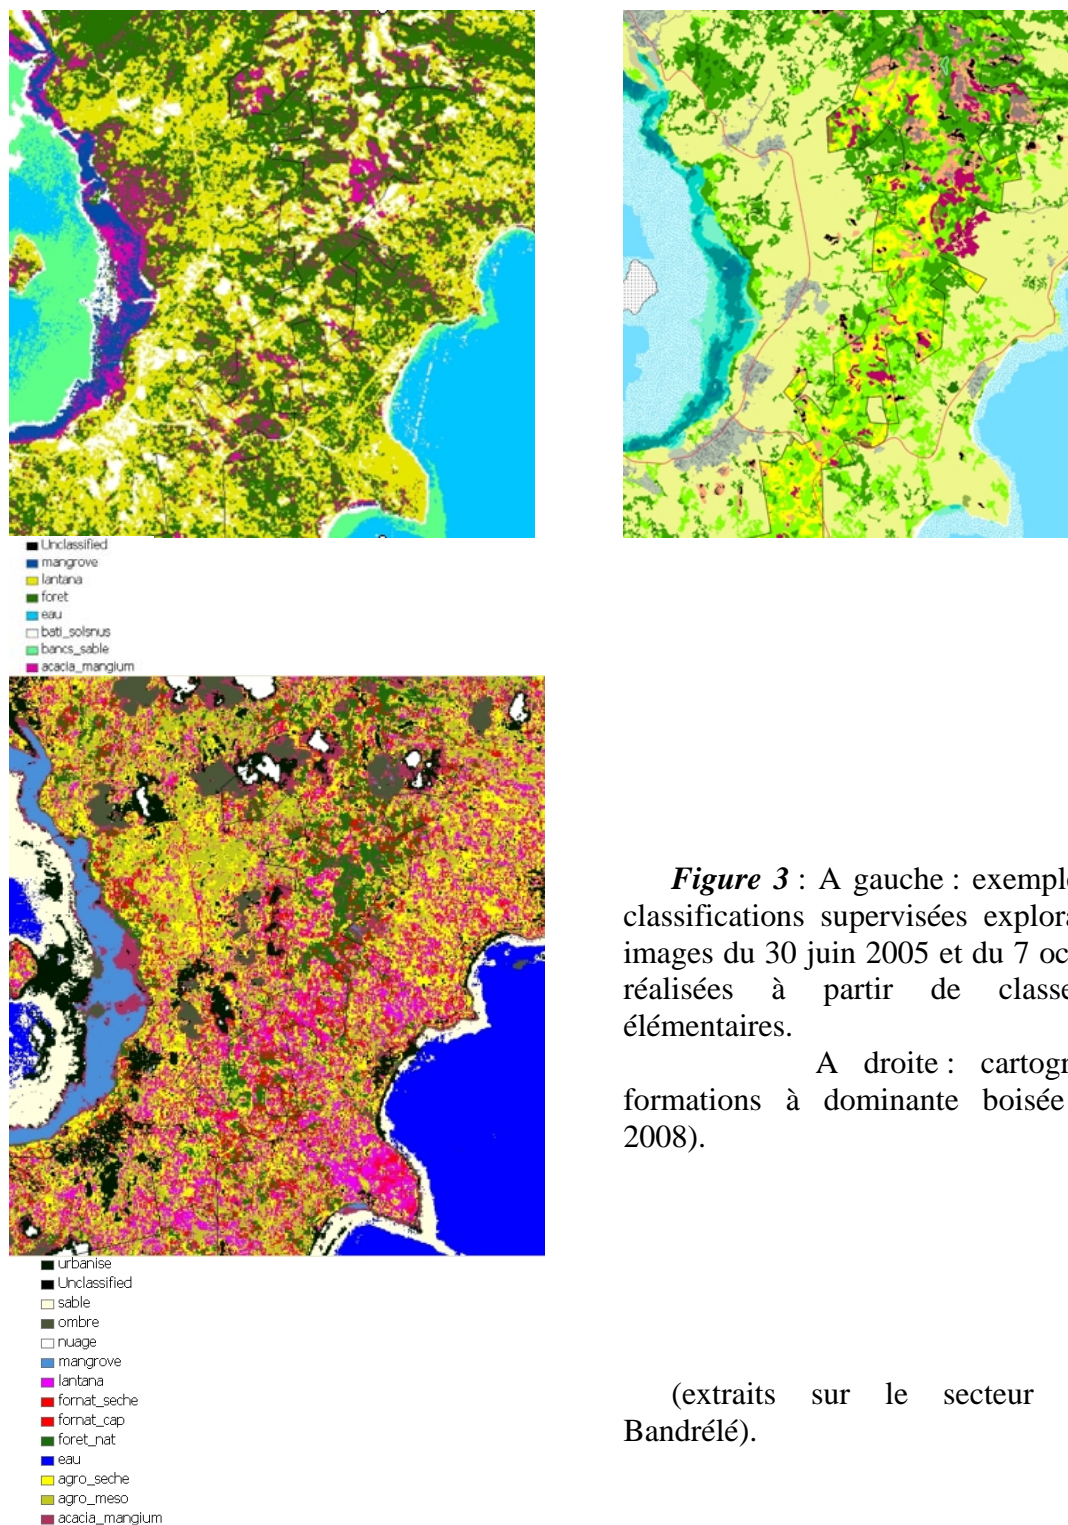 Unclassified
mangrove
lantana
foret
eau
bati_solsnus
bancs_sable
acacia_mangium
urbanise
Unclassified
sable
ombre
nuage
mangrove
lantana
fornat_seche
fornat_cap
foret_nat
eau
agro_seche
agro_meso
acacia_mangium
Figure 3 : A gauche : exempl
classifications supervisées explora
images du 30 juin 2005 et du 7 oc
réalisées à partir de classe
élémentaires.
A droite : cartogr
formations à dominante boisée
2008).
(extraits sur le secteur
Bandrélé).